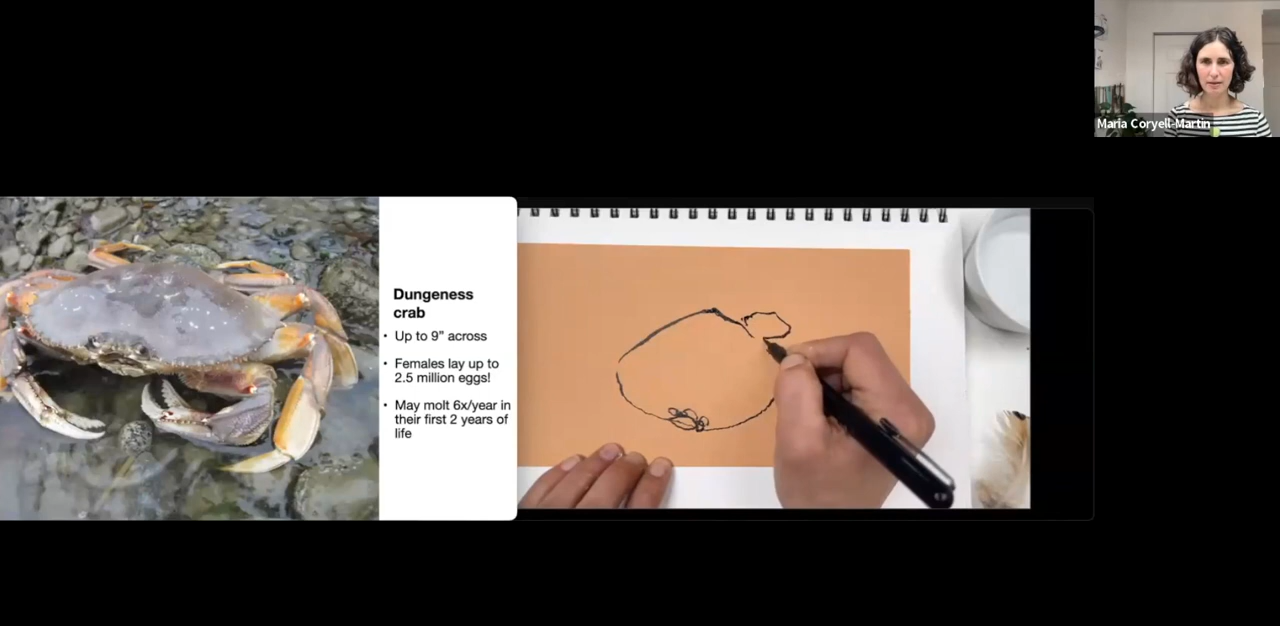 Maria Coryell-Martin
Dungeness
crab
• Up to 9” across
• Females lay up to
2.5 million eggs!
• May molt 6x/year in
their first 2 years of
life